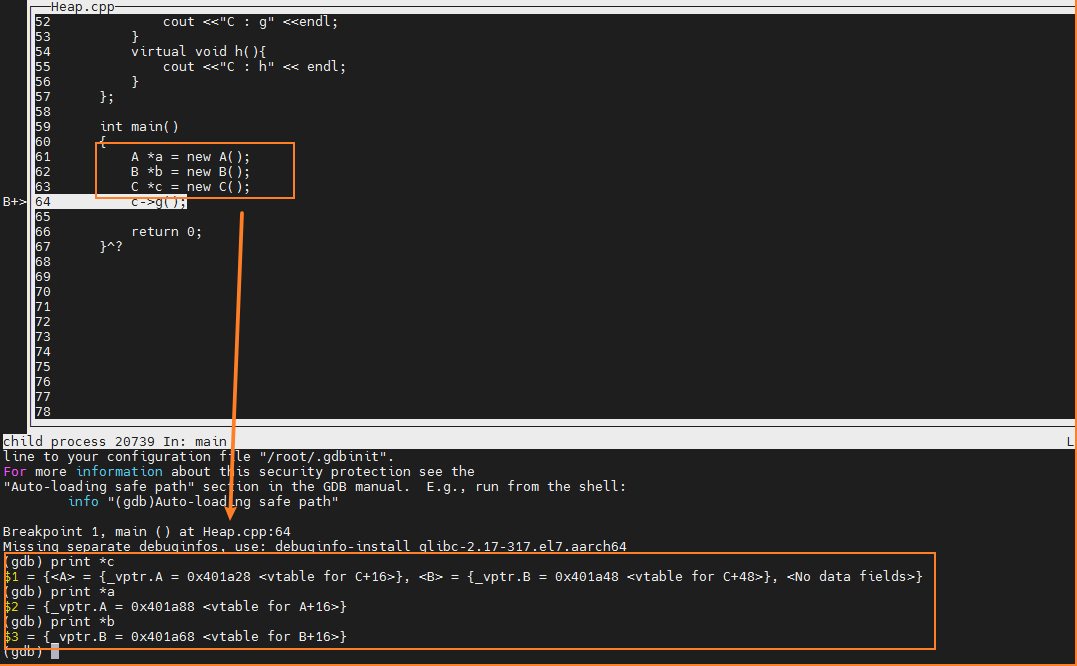 Heap.cpp
52 cout <<"C : g" <<endl;
53 }
54 virtual void h(){
55 cout <<"C : h" << endl;
56 }
57 };
58
59 int main()
60 {
61 A *a = new A();
62 B *b = new B();
63 C *c = new C();
B+> 64 c->g();
65
66 return 0;
67 }^?
68
69
70
71
72
73
74
75
76
77
78
child process 20739 In: main L
line to your configuration file "/root/.gdbinit".
For more information about this security protection see the
"Auto-loading safe path" section in the GDB manual.  E.g., run from the shell:
info "(gdb)Auto-loading safe path"
Breakpoint 1, main () at Heap.cpp:64
Missing separate debuginfos, use: debuginfo-install glibc-2.17-317.el7.aarch64
(gdb) print *c
$1 = {<A> = {_vptr.A = 0x401a28 <vtable for C+16>}, <B> = {_vptr.B = 0x401a48 <vtable for C+48>}, <No data fields>}
(gdb) print *a
$2 = {_vptr.A = 0x401a88 <vtable for A+16>}
(gdb) print *b
$3 = {_vptr.B = 0x401a68 <vtable for B+16>}
(gdb)